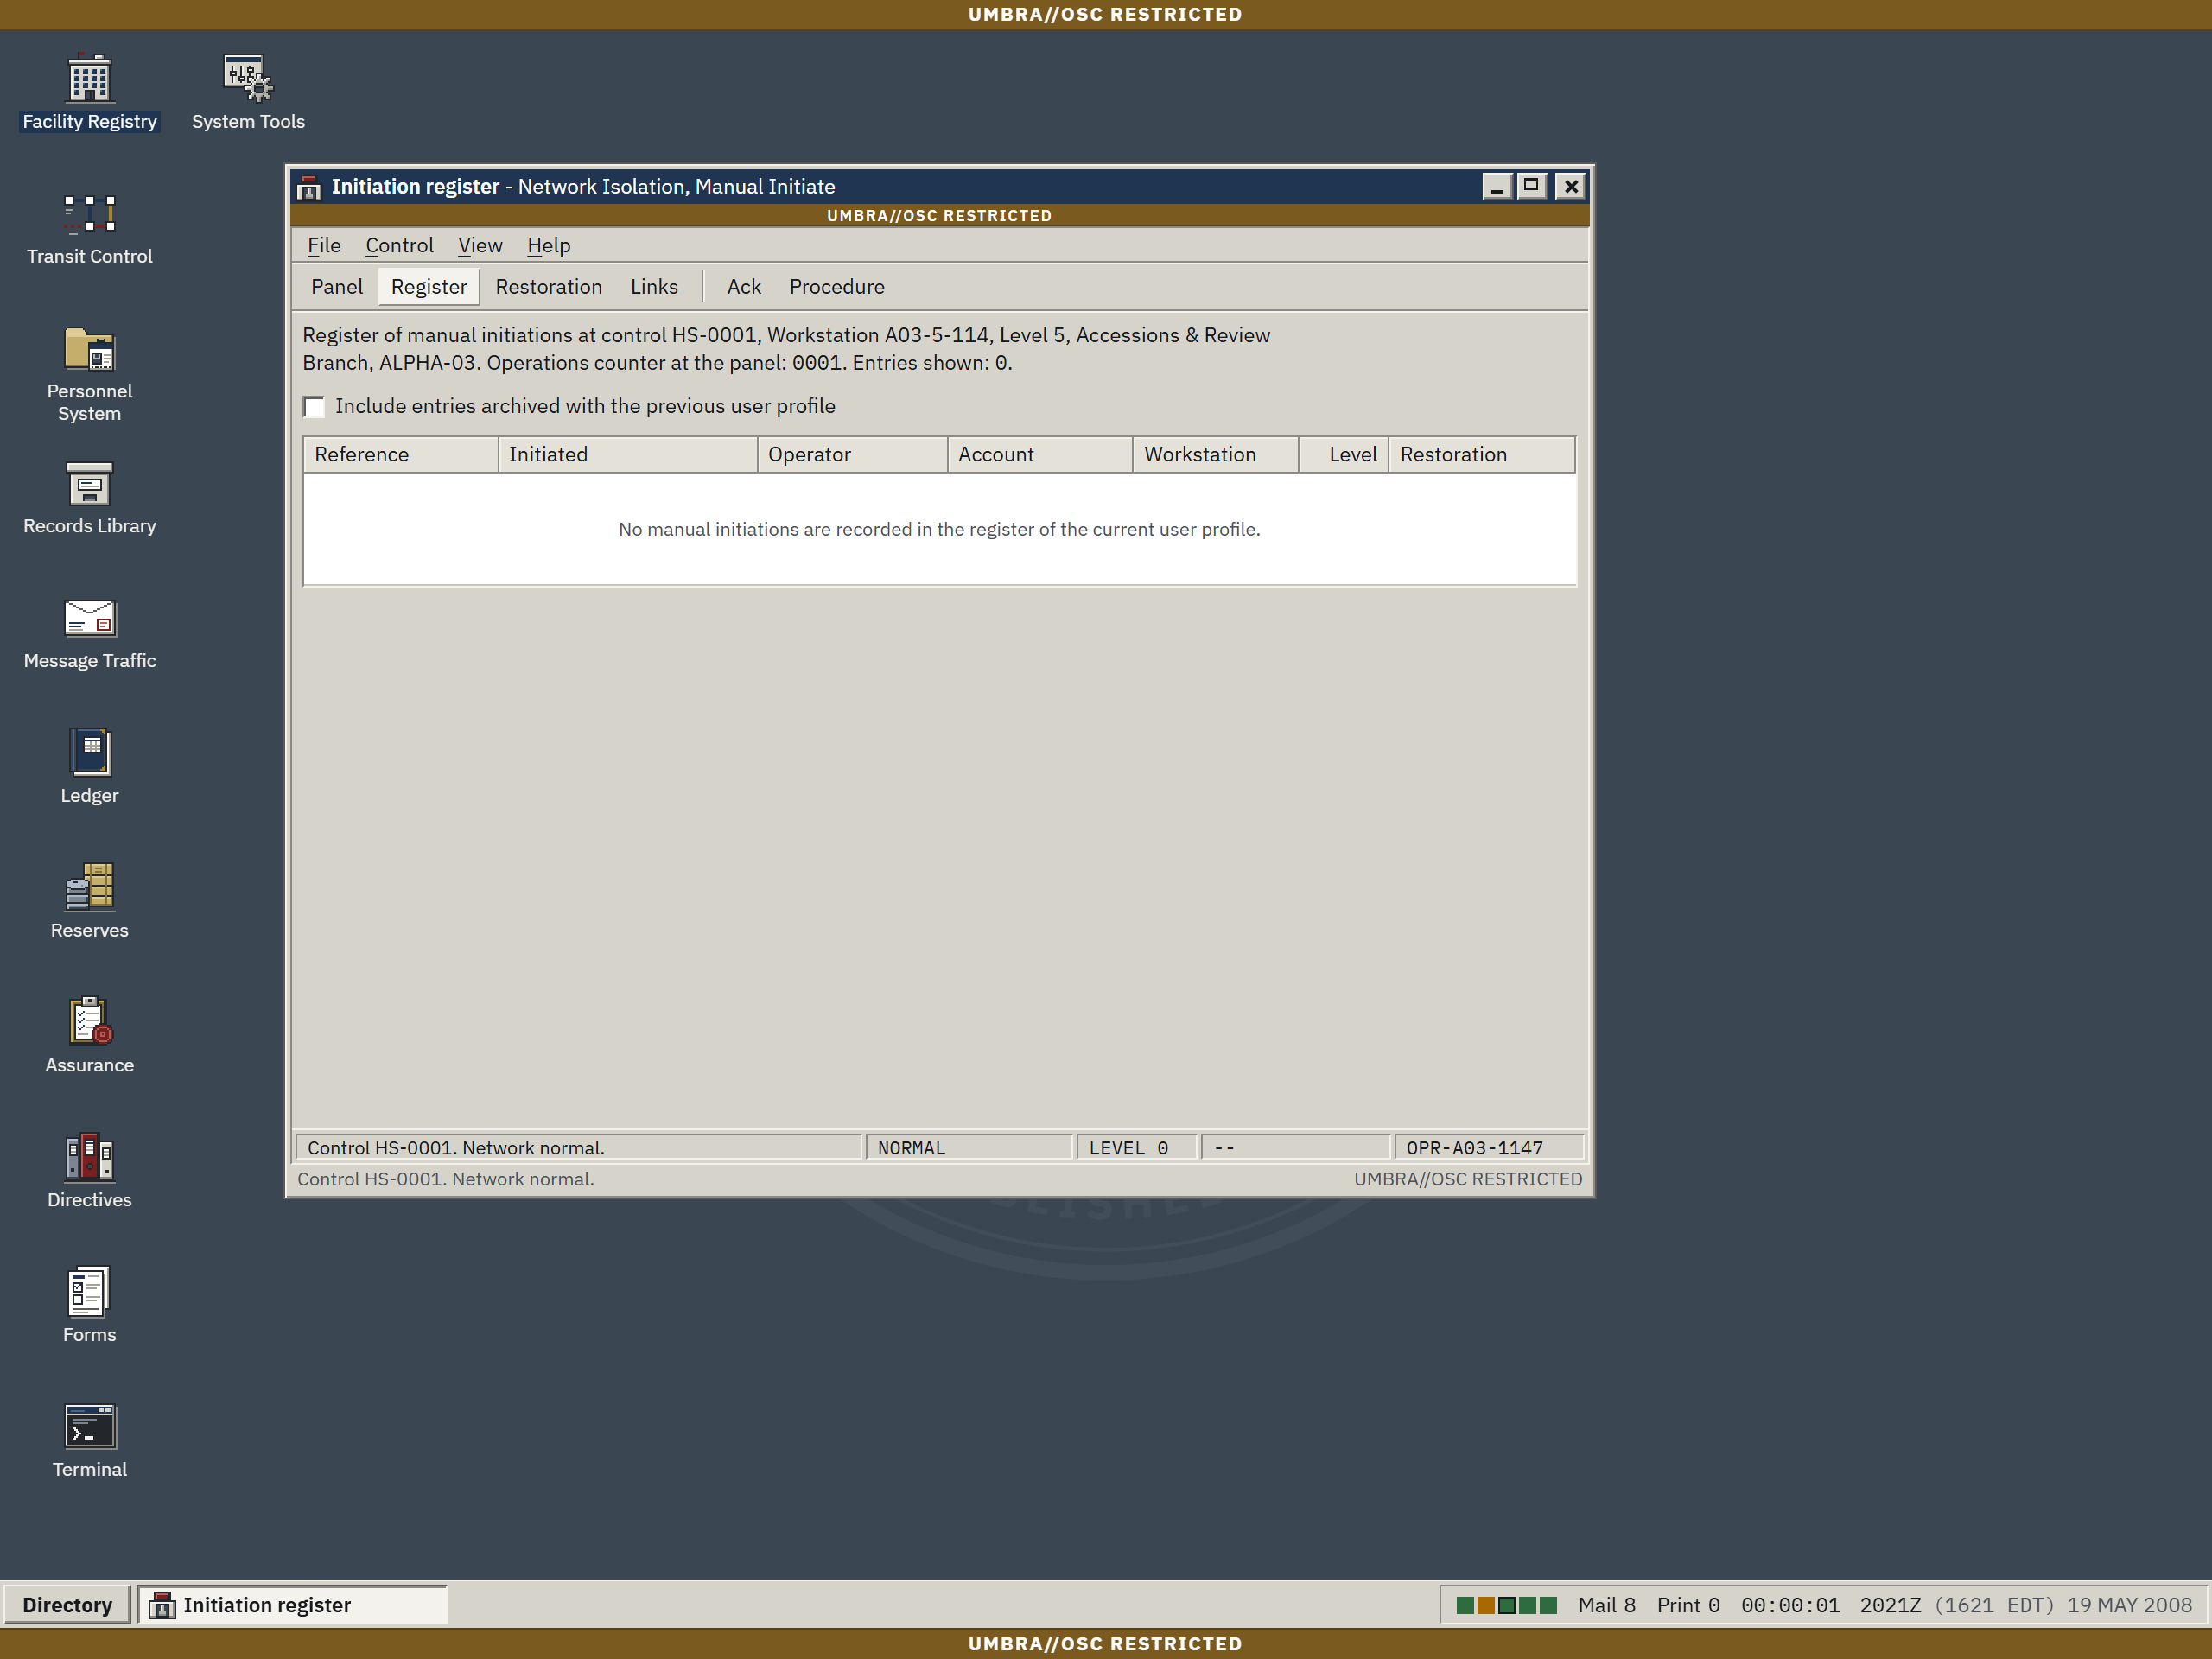 UMBRA//OSC RESTRICTED
Facility Registry
System Tools
Transit Control
Personnel
System
Records Library
Message Traffic
Ledger
Reserves
Assurance
Directives
Forms
Terminal
Initiation register - Network Isolation, Manual Initiate
UMBRA//OSC RESTRICTED
File Control View Help
Panel Register Restoration Links Ack Procedure
Register of manual initiations at control HS-0001, Workstation A03-5-114, Level 5, Accessions & Review
Branch, ALPHA-03. Operations counter at the panel: 0001. Entries shown: 0.
Include entries archived with the previous user profile
Reference Initiated Operator Account Workstation Level Restoration
No manual initiations are recorded in the register of the current user profile.
Control HS-0001. Network normal. NORMAL LEVEL 0 -- OPR-A03-1147
Control HS-0001. Network normal. UMBRA//OSC RESTRICTED
Directory Initiation register Mail 8 Print 0 00:00:01 2021Z (1621 EDT) 19 MAY 2008
UMBRA//OSC RESTRICTED